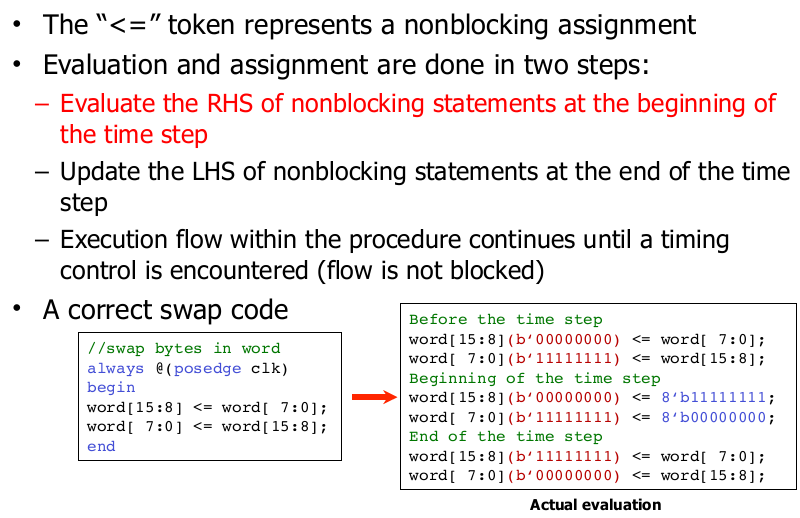 • The “<=” token represents a nonblocking assignment
• Evaluation and assignment are done in two steps:
– Evaluate the RHS of nonblocking statements at the beginning of
the time step
– Update the LHS of nonblocking statements at the end of the time
step
– Execution flow within the procedure continues until a timing
control is encountered (flow is not blocked)
• A correct swap code
//swap bytes in word
always @(posedge clk)
begin
word[15:8] <= word[ 7:0];
word[ 7:0] <= word[15:8];
end
Before the time step
word[15:8](b‘00000000) <= word[ 7:0];
word[ 7:0](b‘11111111) <= word[15:8];
Beginning of the time step
word[15:8](b‘00000000) <= 8‘b11111111;
word[ 7:0](b‘11111111) <= 8‘b00000000;
End of the time step
word[15:8](b‘11111111) <= word[ 7:0];
word[ 7:0](b‘00000000) <= word[15:8];
Actual evaluation